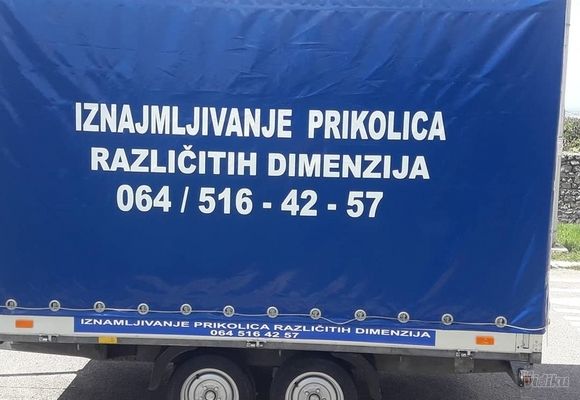 IZNAJMLJIVANJE PRIKOLICA
RAZLIČITIH DIMENZIJA
064 / 516 - 42 - 57
IZNAMLJIVANJE PRIKOLICA RAZLIČITIH DIMENZIJA
064 516 42 57